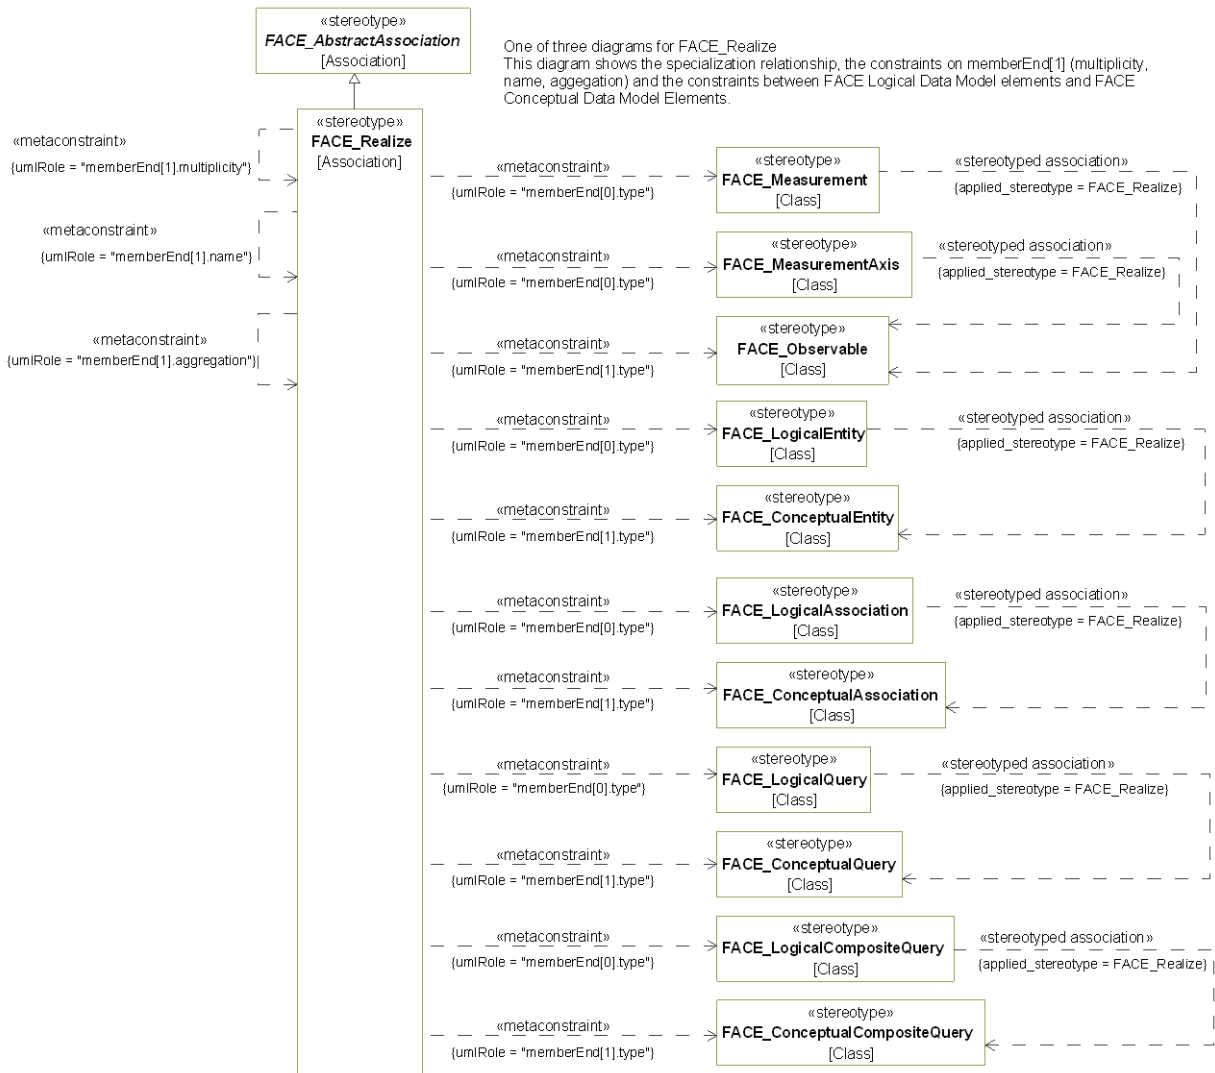 «stereotype»
FACE_AbstractAssociation
[Association]
One of three diagrams for FACE_Realize
This diagram shows the specialization relationship, the constraints on memberEnd[1] (multiplicity,
name, aggegation) and the constraints between FACE Logical Data Model elements and FACE
Conceptual Data Model Elements.
«stereotype»
FACE_Realize
[Association]
«metaconstraint»
{umlRole = "memberEnd[1].multiplicity"}
«metaconstraint»
{umlRole = "memberEnd[1].name"}
«metaconstraint»
{umlRole = "memberEnd[1].aggregation"}
«metaconstraint»
{umlRole = "memberEnd[0].type"}
«stereotype»
FACE_Measurement
[Class]
«stereotyped association»
{applied_stereotype = FACE_Realize}
«metaconstraint»
{umlRole = "memberEnd[0].type"}
«stereotype»
FACE_MeasurementAxis
[Class]
«stereotyped association»
{applied_stereotype = FACE_Realize}
«metaconstraint»
{umlRole = "memberEnd[1].type"}
«stereotype»
FACE_Observable
[Class]
«metaconstraint»
{umlRole = "memberEnd[0].type"}
«stereotype»
FACE_LogicalEntity
[Class]
«stereotyped association»
{applied_stereotype = FACE_Realize}
«metaconstraint»
{umlRole = "memberEnd[1].type"}
«stereotype»
FACE_ConceptualEntity
[Class]
«metaconstraint»
{umlRole = "memberEnd[0].type"}
«stereotype»
FACE_LogicalAssociation
[Class]
«stereotyped association»
{applied_stereotype = FACE_Realize}
«metaconstraint»
{umlRole = "memberEnd[1].type"}
«stereotype»
FACE_ConceptualAssociation
[Class]
«metaconstraint»
{umlRole = "memberEnd[0].type"}
«stereotype»
FACE_LogicalQuery
[Class]
«stereotyped association»
{applied_stereotype = FACE_Realize}
«metaconstraint»
{umlRole = "memberEnd[1].type"}
«stereotype»
FACE_ConceptualQuery
[Class]
«metaconstraint»
{umlRole = "memberEnd[0].type"}
«stereotype»
FACE_LogicalCompositeQuery
[Class]
«stereotyped association»
{applied_stereotype = FACE_Realize}
«metaconstraint»
{umlRole = "memberEnd[1].type"}
«stereotype»
FACE_ConceptualCompositeQuery
[Class]